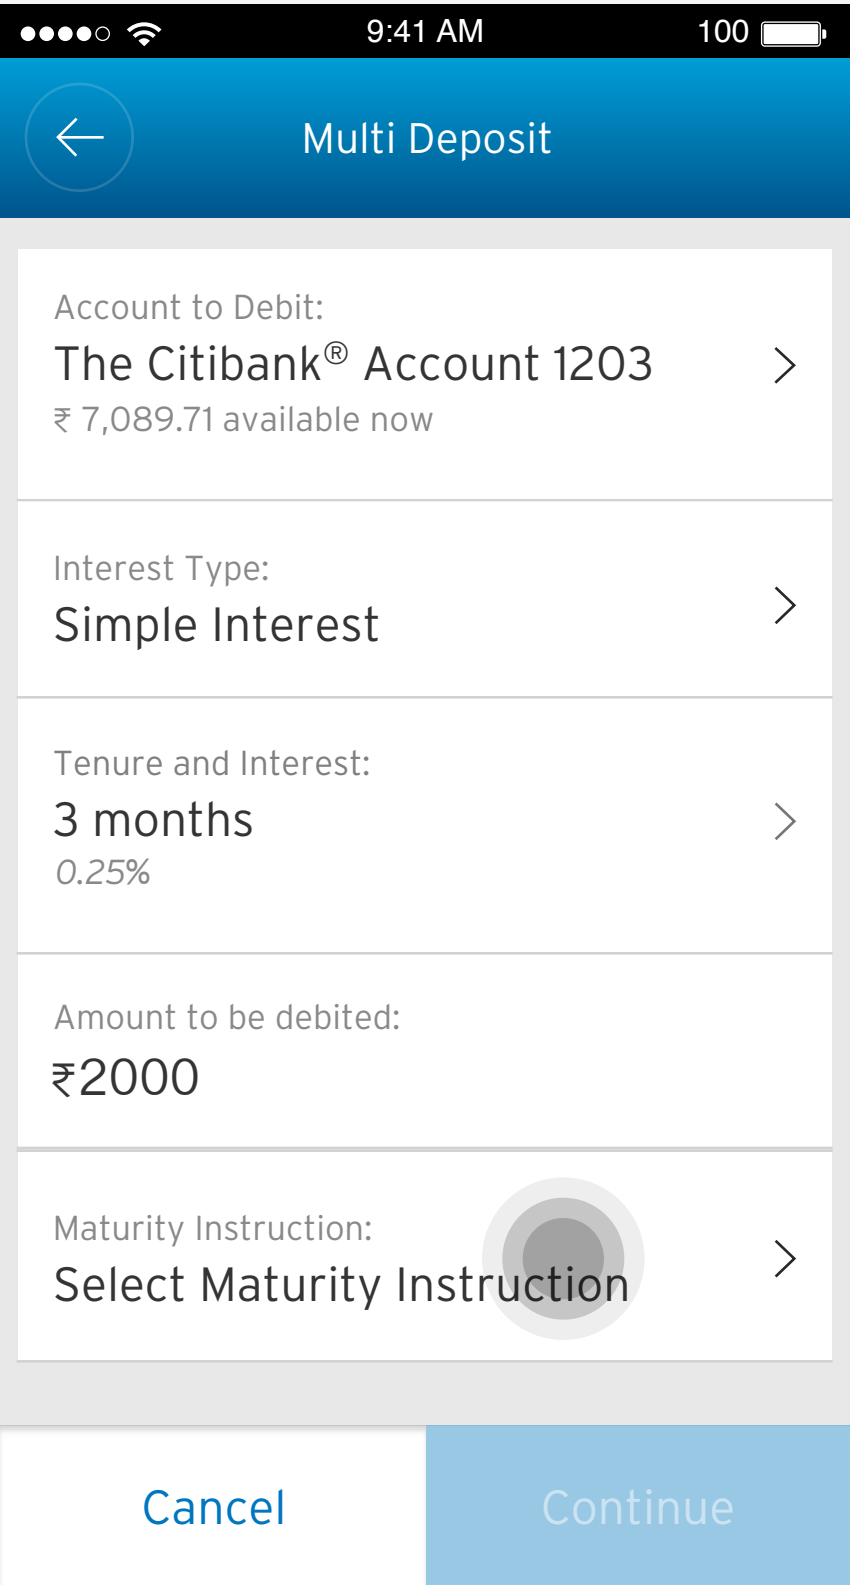 9:41 AM
100
Multi Deposit
Account to Debit:
The Citibank® Account 1203
₹ 7,089.71 available now
Interest Type:
Simple Interest
Tenure and Interest:
3 months
0.25%
Amount to be debited:
₹2000
Maturity Instruction:
Select Maturity Instruction
Cancel
Continue